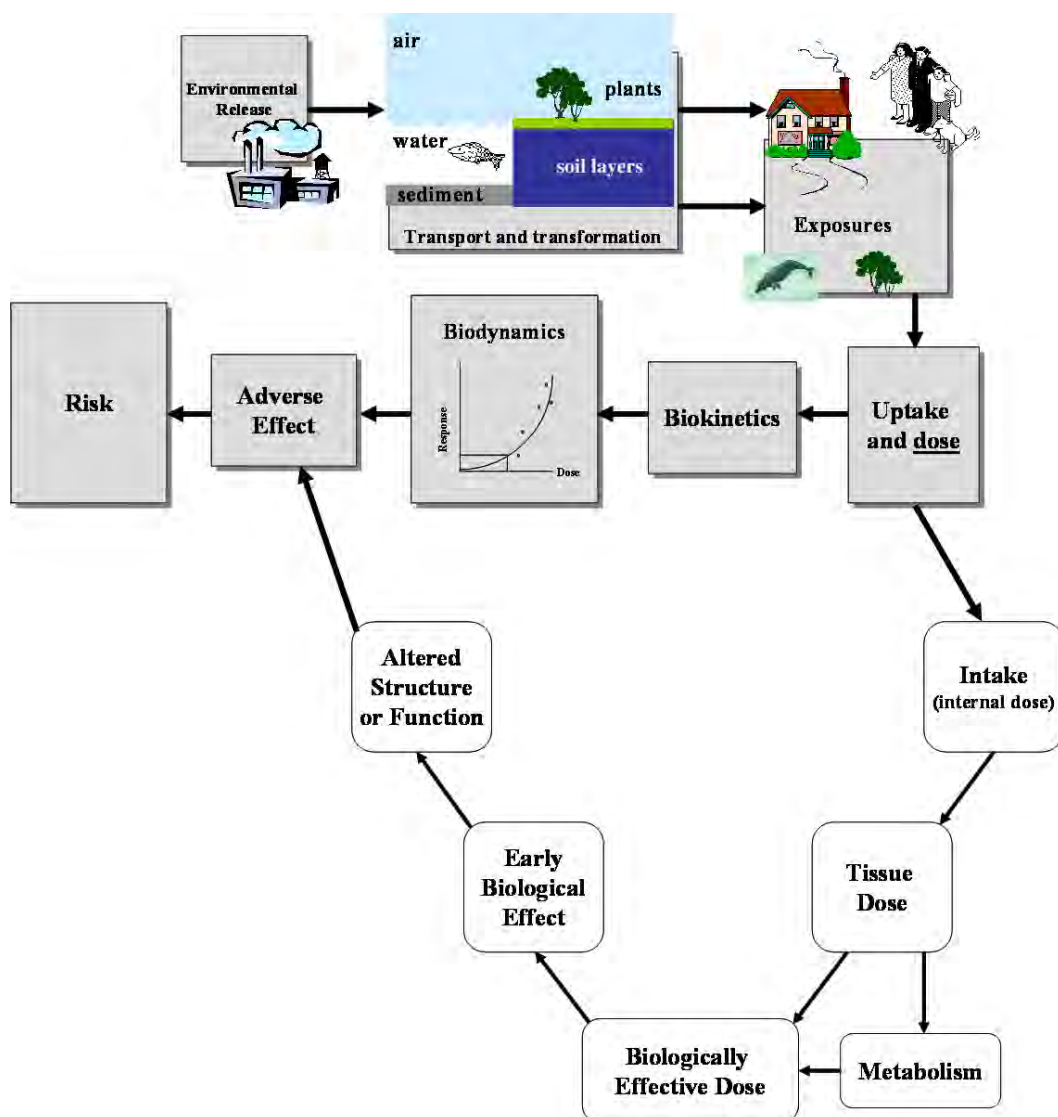 Environmental
Release
air
plants
water
soil layers
sediment
Transport and transformation
Exposures
Risk
Adverse
Effect
Biodynamics
Response
Dose
Biokinetics
Uptake
and dose
Altered
Structure
or Function
Intake
(internal dose)
Early
Biological
Effect
Tissue
Dose
Biologically
Effective Dose
Metabolism